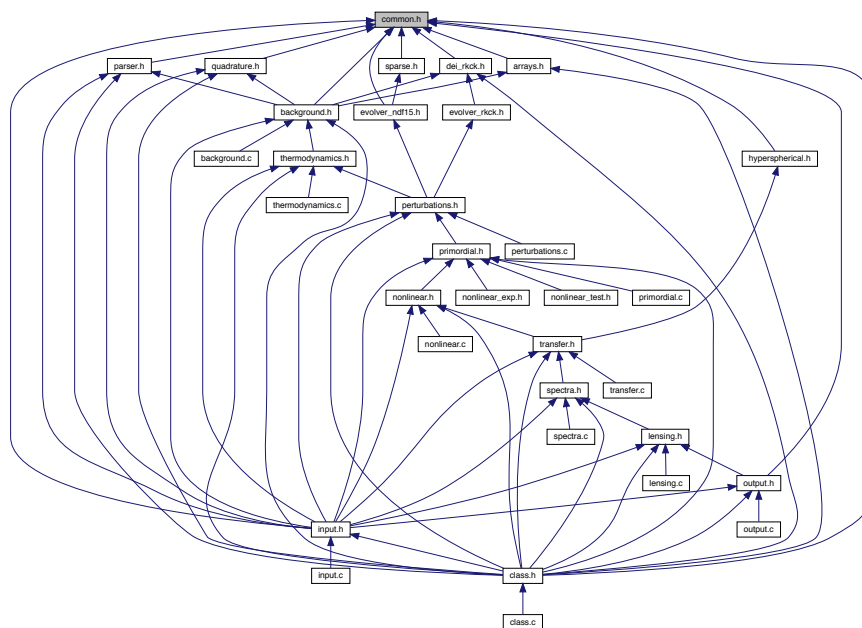 common.h
parser.h
quadrature.h
sparse.h
dei_rkck.h
arrays.h
background.h
evolver_ndf15.h
evolver_rkck.h
background.c
thermodynamics.h
hyperspherical.h
thermodynamics.c
perturbations.h
primordial.h
perturbations.c
nonlinear.h
nonlinear_exp.h
nonlinear_test.h
primordial.c
nonlinear.c
transfer.h
spectra.h
transfer.c
spectra.c
lensing.h
lensing.c
output.h
input.h
output.c
input.c
class.h
class.c